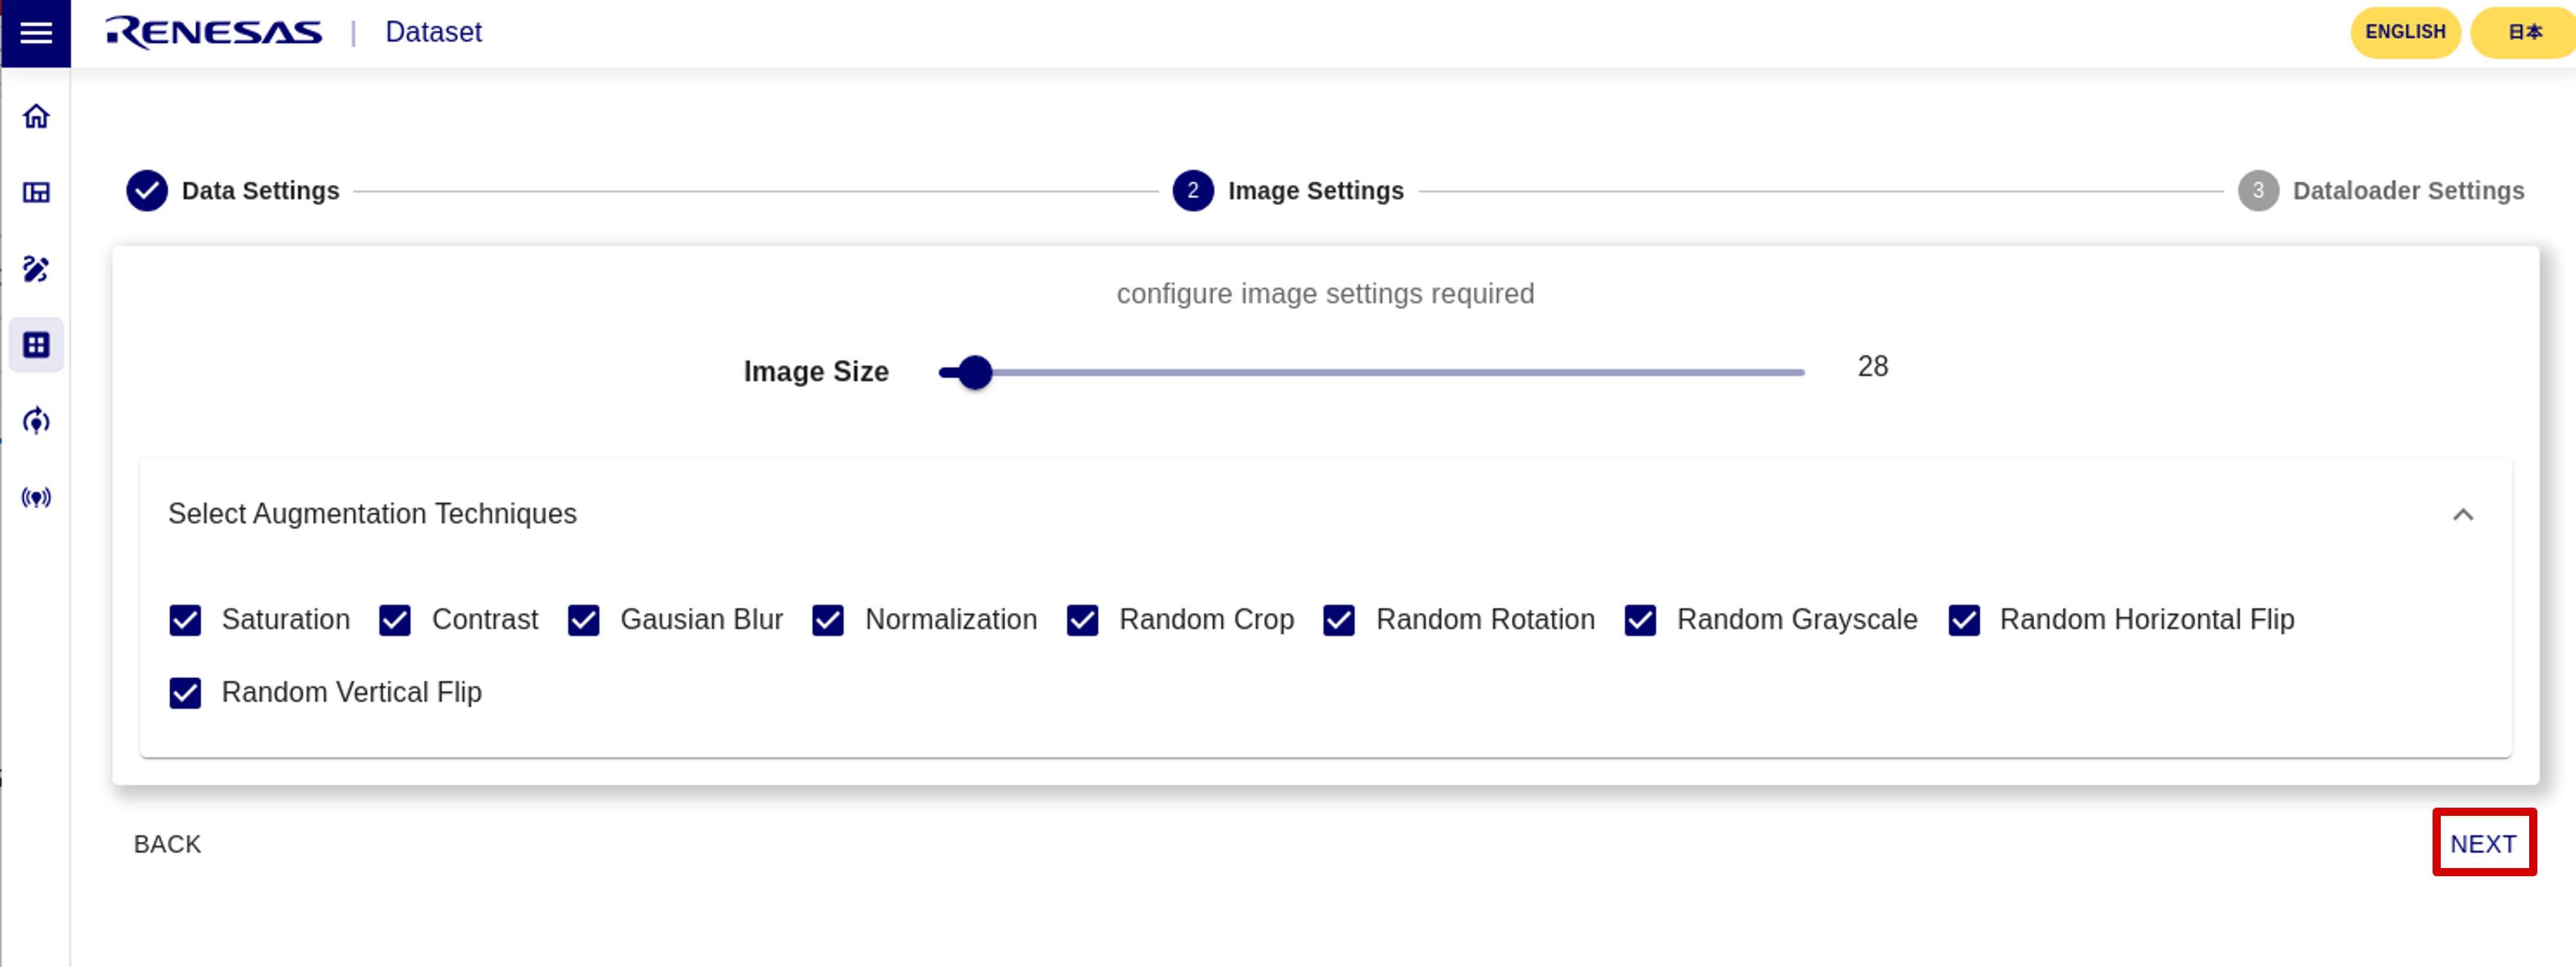 RENESAS | Dataset ENGLISH 日本
Data Settings 2 Image Settings 3 Dataloader Settings
configure image settings required
Image Size 28
Select Augmentation Techniques
Saturation Contrast Gausian Blur Normalization Random Crop Random Rotation Random Grayscale Random Horizontal Flip
Random Vertical Flip
BACK NEXT